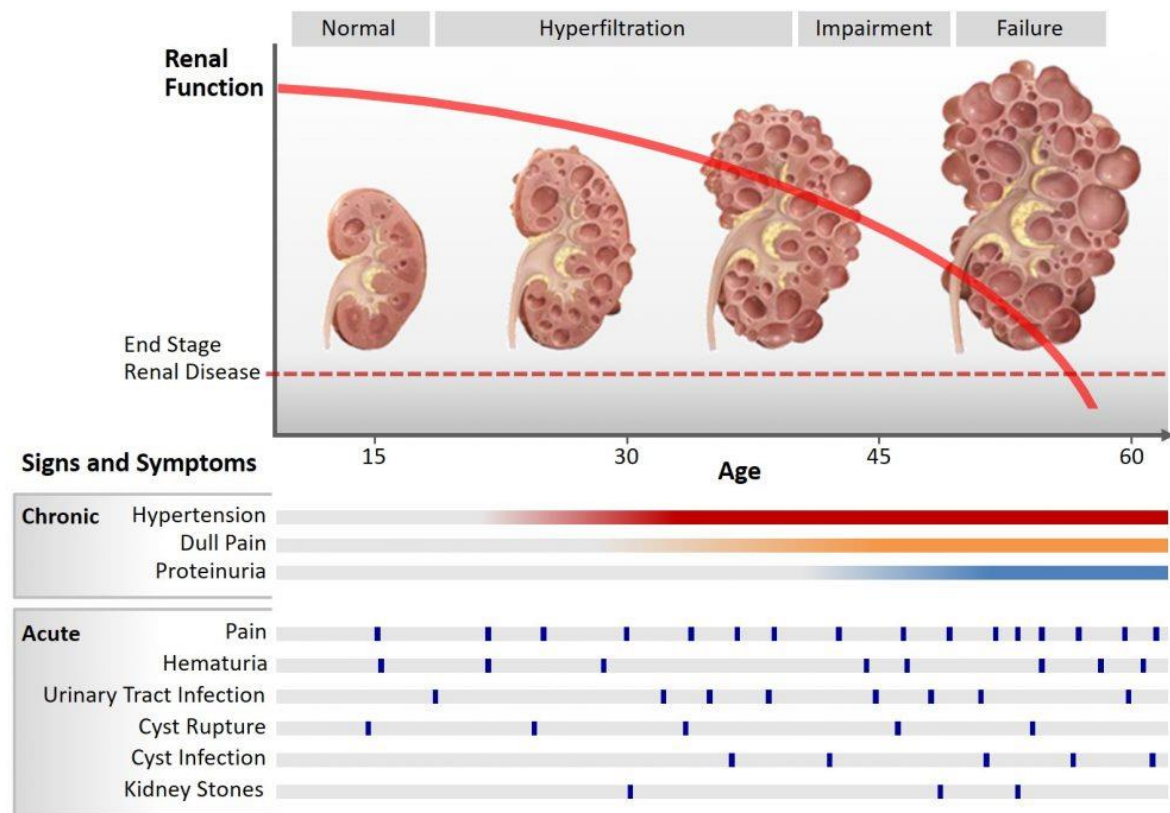 Normal
Hyperfiltration
Impairment
Failure
Renal
Function
End Stage
Renal Disease
15
30
45
60
Age
Signs and Symptoms
Chronic
Hypertension
Dull Pain
Proteinuria
Acute
Pain
Hematuria
Urinary Tract Infection
Cyst Rupture
Cyst Infection
Kidney Stones